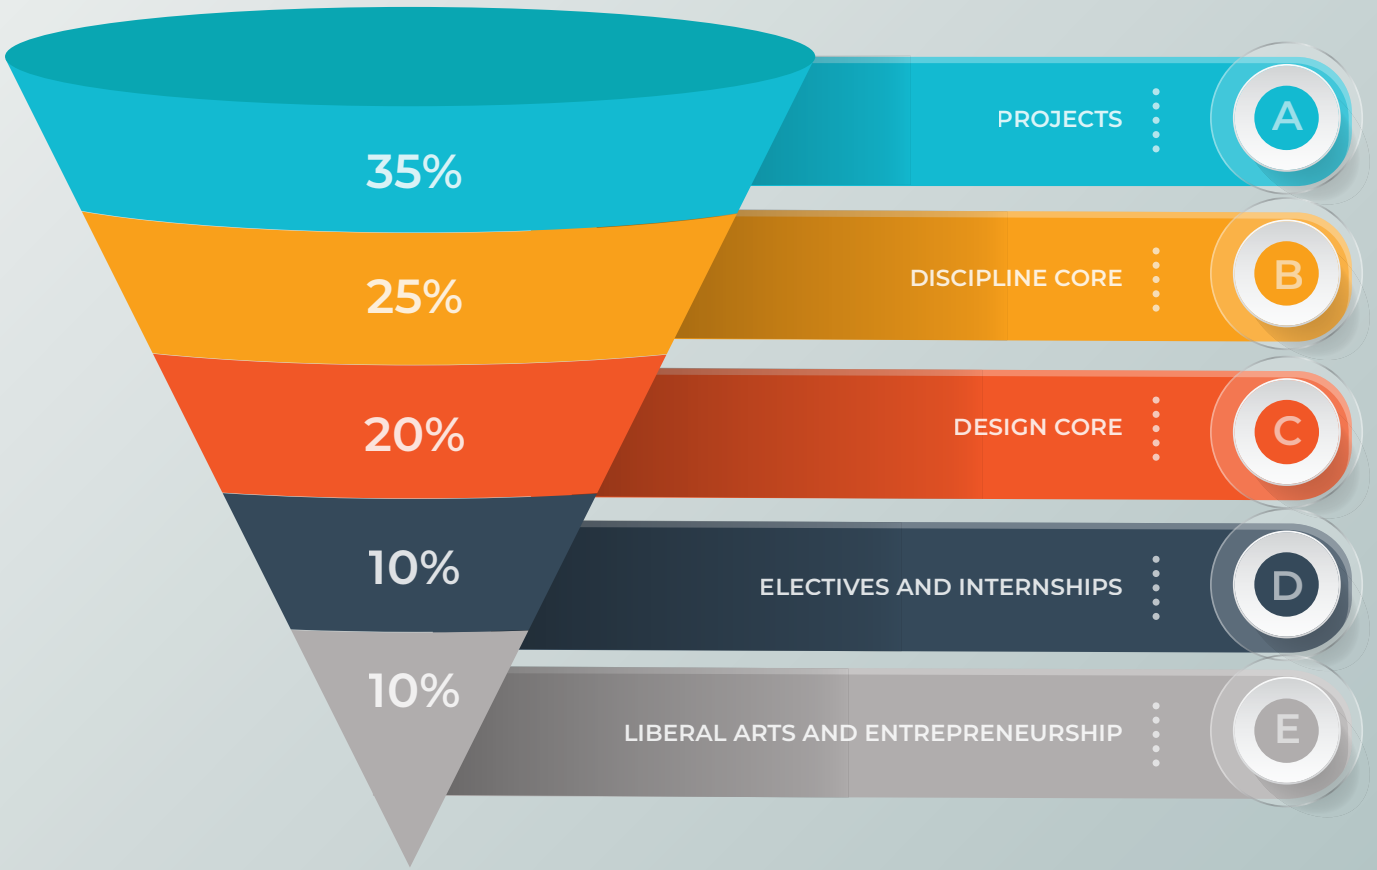 35%
PROJECTS
A
25%
DISCIPLINE CORE
B
20%
DESIGN CORE
C
10%
ELECTIVES AND INTERNSHIPS
D
10%
LIBERAL ARTS AND ENTREPRENEURSHIP
E